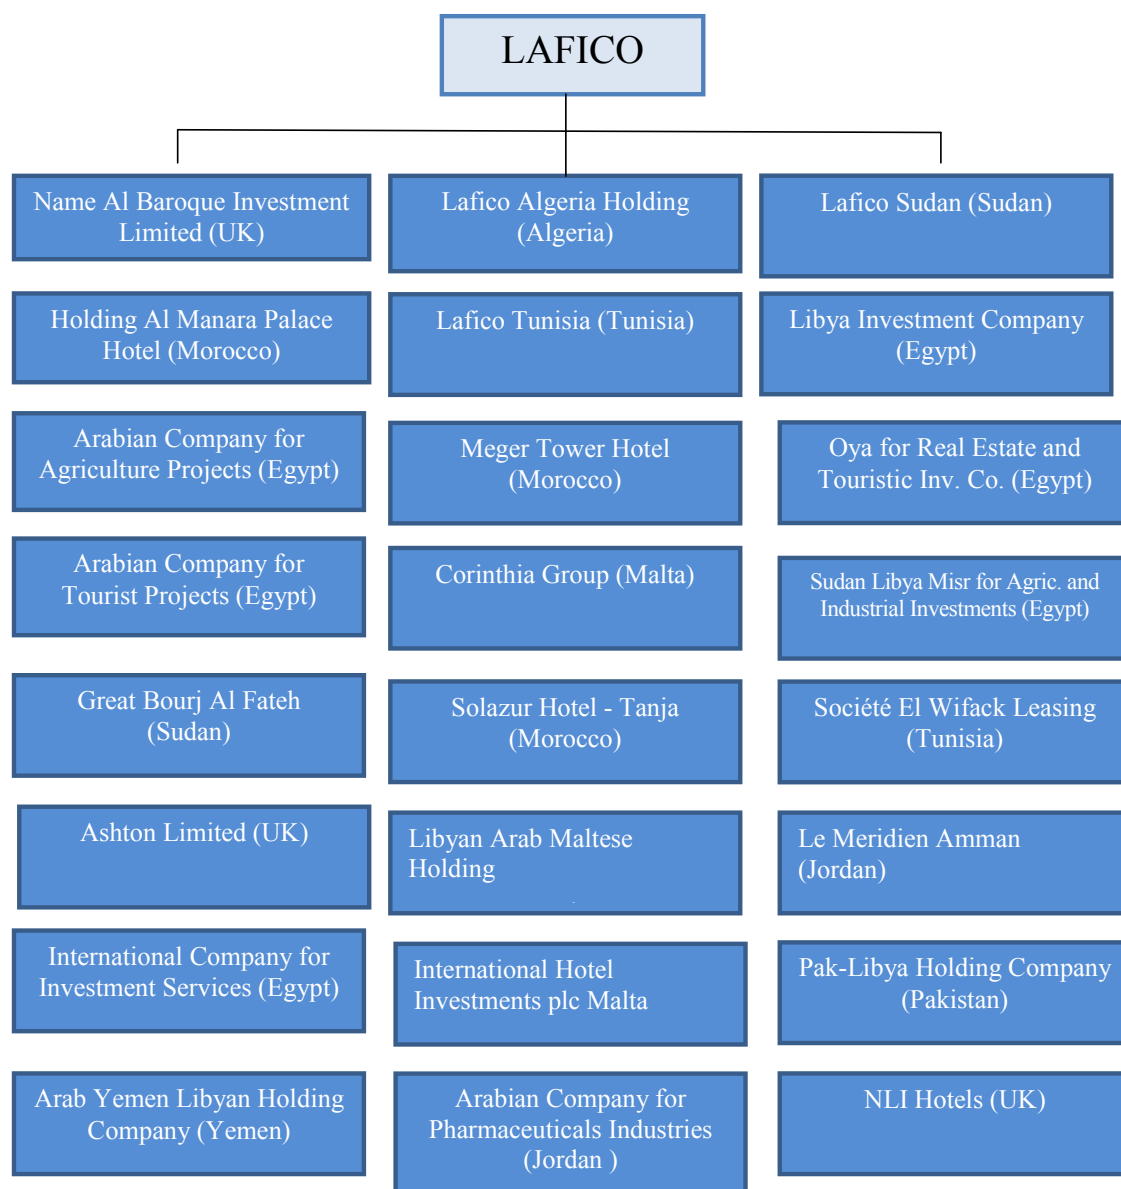 LAFICO
Name Al Baroque Investment
Limited (UK)
Lafico Algeria Holding
(Algeria)
Lafico Sudan (Sudan)
Holding Al Manara Palace
Hotel (Morocco)
Lafico Tunisia (Tunisia)
Libya Investment Company
(Egypt)
Arabian Company for
Agriculture Projects (Egypt)
Meger Tower Hotel
(Morocco)
Oya for Real Estate and
Touristic Inv. Co. (Egypt)
Arabian Company for
Tourist Projects (Egypt)
Corinthia Group (Malta)
Sudan Libya Misr for Agric. and
Industrial Investments (Egypt)
Great Bourj Al Fateh
(Sudan)
Solazur Hotel - Tanja
(Morocco)
Société El Wifack Leasing
(Tunisia)
Ashton Limited (UK)
Libyan Arab Maltese
Holding
Le Meridien Amman
(Jordan)
International Company for
Investment Services (Egypt)
International Hotel
Investments plc Malta
Pak-Libya Holding Company
(Pakistan)
Arab Yemen Libyan Holding
Company (Yemen)
Arabian Company for
Pharmaceuticals Industries
(Jordan )
NLI Hotels (UK)